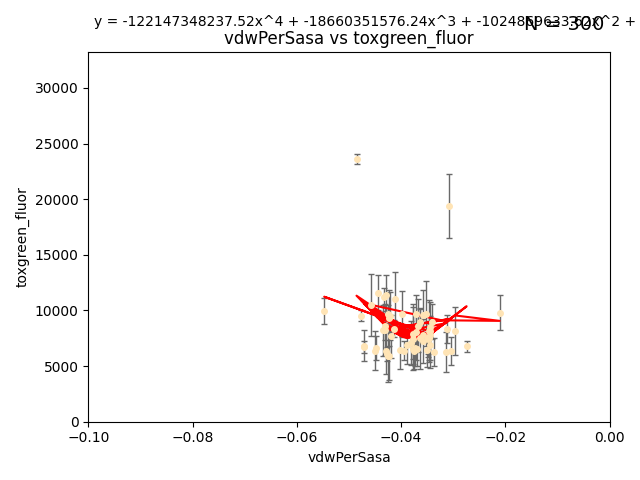 y = -122147348237.52x^4 + -18660351576.24x^3 + x^2 +
N = 300
vdwPerSasa vs toxgreen_fluor
30000
25000
20000
15000
10000
5000
0
toxgreen_fluor
−0.10
−0.08
−0.06
−0.04
−0.02
0.00
vdwPerSasa